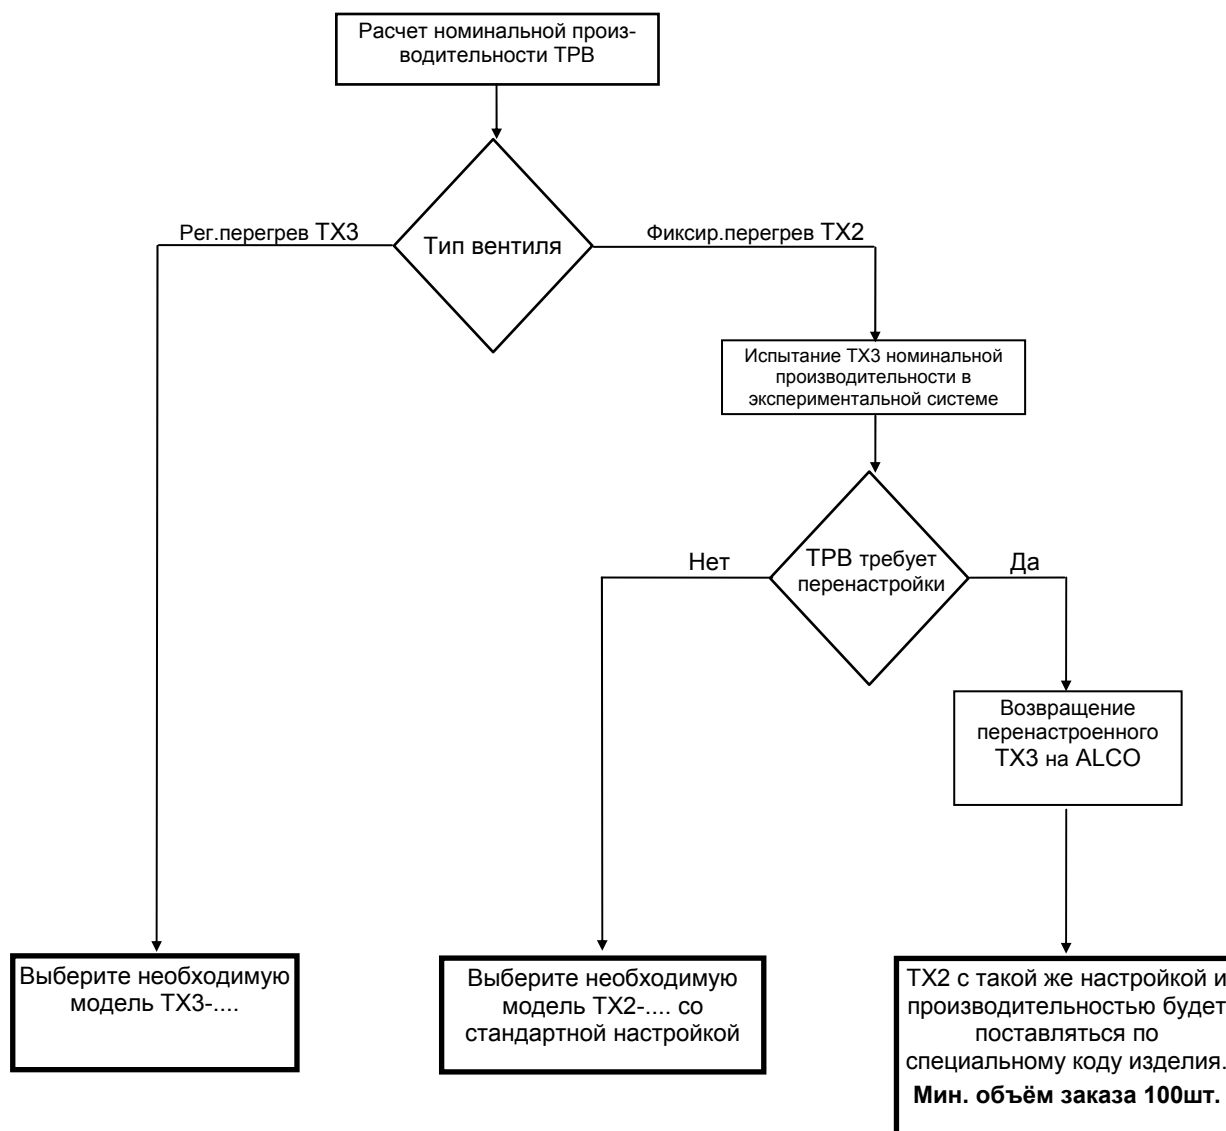 Расчет номинальной произ-
водительности ТРВ
Рег.перегрев TX3
Тип вентиля
Фиксир.перегрев TX2
Испытание TX3 номинальной
производительности в
экспериментальной системе
Нет
ТРВ требует
перенастройки
Да
Возвращение
перенастроенного
TX3 на ALCO
Выберите необходимую
модель TX3-....
Выберите необходимую
модель TX2-.... со
стандартной настройкой
TX2 с такой же настройкой и
производительностью будет
поставляться по
специальному коду изделия.
Мин. объём заказа 100шт.